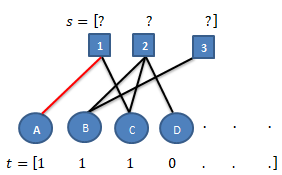 s = [? ? ?]
1 2 3
A B C D . . .
t = [1 1 1 0 . . .]